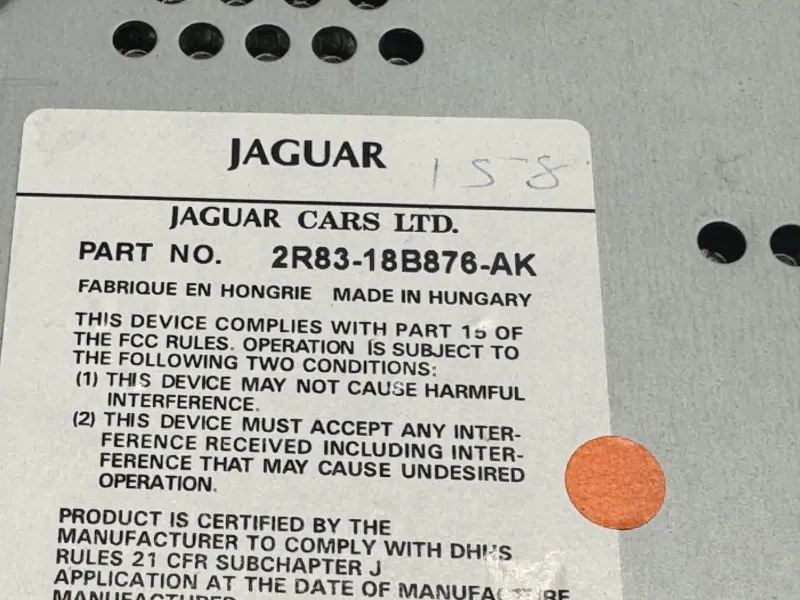 JAGUAR 158
JAGUAR CARS LTD.
PART NO. 2R83-18B876-AK
FABRIQUE EN HONGRIE MADE IN HUNGARY
THIS DEVICE COMPLIES WITH PART 15 OF
THE FCC RULES. OPERATION IS SUBJECT TO
THE FOLLOWING TWO CONDITIONS:
(1) THIS DEVICE MAY NOT CAUSE HARMFUL
INTERFERENCE.
(2) THIS DEVICE MUST ACCEPT ANY INTER-
FERENCE RECEIVED INCLUDING INTER-
FERENCE THAT MAY CAUSE UNDESIRED
OPERATION.
PRODUCT IS CERTIFIED BY THE
MANUFACTURER TO COMPLY WITH DHHS
RULES 21 CFR SUBCHAPTER J
APPLICATION AT THE DATE OF MANUFACTURE
MANUFACTURED